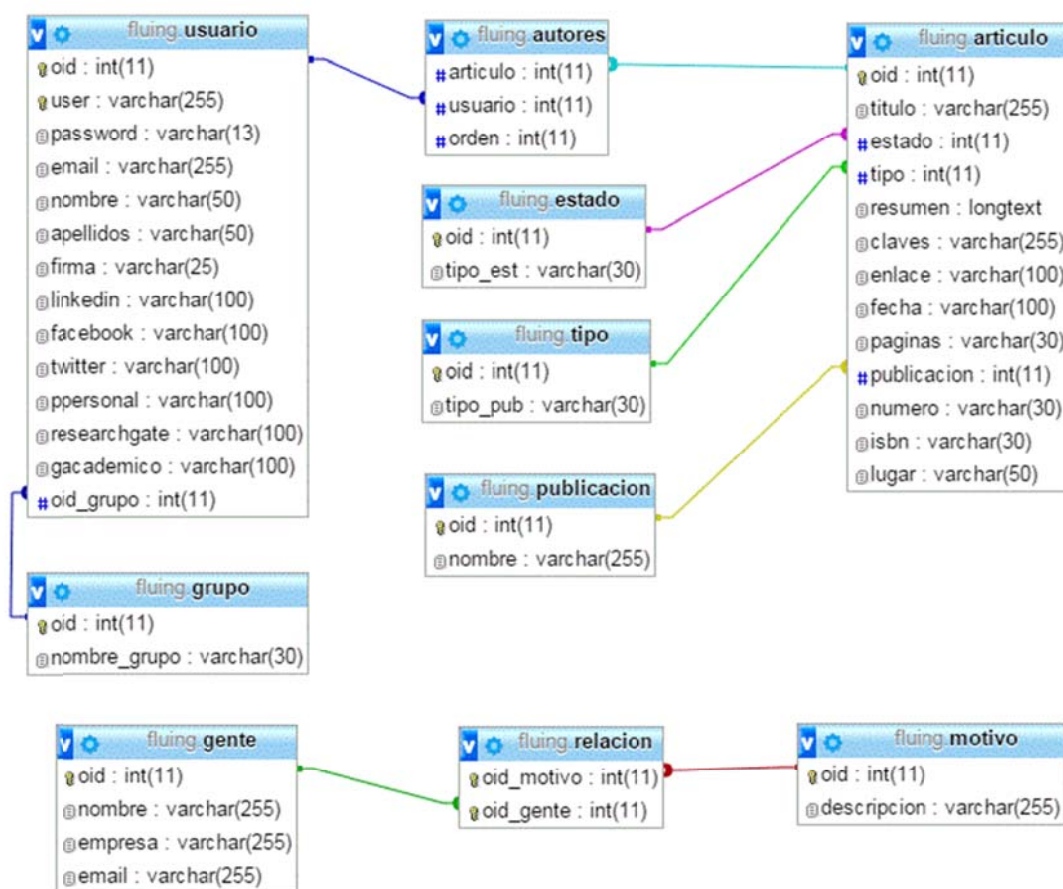 fluing.usuario
oid : int(11)
user : varchar(255)
password : varchar(13)
email : varchar(255)
nombre : varchar(50)
apellidos : varchar(50)
firma : varchar(25)
linkedin : varchar(100)
facebook : varchar(100)
twitter : varchar(100)
ppersonal : varchar(100)
researchgate : varchar(100)
gacademico : varchar(100)
# oid_grupo : int(11)
fluing.grupo
oid : int(11)
nombre_grupo : varchar(30)
fluing.autores
# articulo : int(11)
# usuario : int(11)
# orden : int(11)
fluing.estado
oid : int(11)
tipo_est : varchar(30)
fluing.tipo
oid : int(11)
tipo_pub : varchar(30)
fluing.publicacion
oid : int(11)
nombre : varchar(255)
fluing.articulo
oid : int(11)
titulo : varchar(255)
# estado : int(11)
# tipo : int(11)
resumen : longtext
claves : varchar(255)
enlace : varchar(100)
fecha : varchar(100)
paginas : varchar(30)
# publicacion : int(11)
numero : varchar(30)
isbn : varchar(30)
lugar : varchar(50)
fluing.gente
oid : int(11)
nombre : varchar(255)
empresa : varchar(255)
email : varchar(255)
fluing.relacion
oid_motivo : int(11)
oid_gente : int(11)
fluing.motivo
oid : int(11)
descripcion : varchar(255)